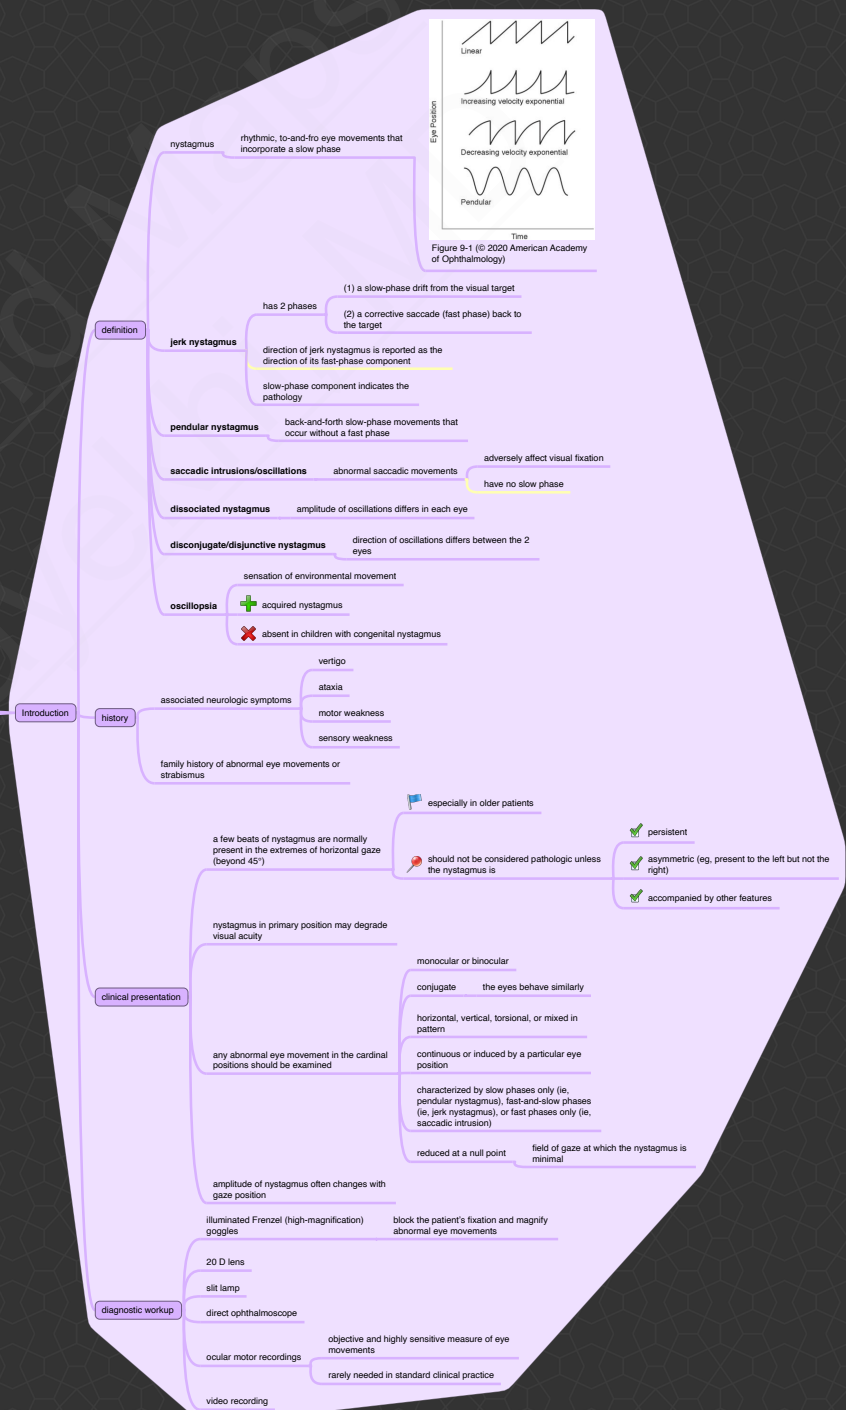 Introduction
definition
nystagmus
rhythmic, to-and-fro eye movements that
incorporate a slow phase
Eye Position
Linear
Increasing velocity exponential
Decreasing velocity exponential
Pendular
Time
Figure 9-1 (© 2020 American Academy
of Ophthalmology)
jerk nystagmus
has 2 phases
(1) a slow-phase drift from the visual target
(2) a corrective saccade (fast phase) back to
the target
direction of jerk nystagmus is reported as the
direction of its fast-phase component
slow-phase component indicates the
pathology
pendular nystagmus
back-and-forth slow-phase movements that
occur without a fast phase
saccadic intrusions/oscillations
abnormal saccadic movements
adversely affect visual fixation
have no slow phase
dissociated nystagmus
amplitude of oscillations differs in each eye
disconjugate/disjunctive nystagmus
direction of oscillations differs between the 2
eyes
oscillopsia
sensation of environmental movement
acquired nystagmus
absent in children with congenital nystagmus
history
associated neurologic symptoms
vertigo
ataxia
motor weakness
sensory weakness
family history of abnormal eye movements or
strabismus
clinical presentation
a few beats of nystagmus are normally
present in the extremes of horizontal gaze
(beyond 45°)
especially in older patients
should not be considered pathologic unless
the nystagmus is
persistent
asymmetric (eg, present to the left but not the
right)
accompanied by other features
nystagmus in primary position may degrade
visual acuity
any abnormal eye movement in the cardinal
positions should be examined
monocular or binocular
conjugate
the eyes behave similarly
horizontal, vertical, torsional, or mixed in
pattern
continuous or induced by a particular eye
position
characterized by slow phases only (ie,
pendular nystagmus), fast-and-slow phases
(ie, jerk nystagmus), or fast phases only (ie,
saccadic intrusion)
reduced at a null point
field of gaze at which the nystagmus is
minimal
amplitude of nystagmus often changes with
gaze position
diagnostic workup
illuminated Frenzel (high-magnification)
goggles
block the patient's fixation and magnify
abnormal eye movements
20 D lens
slit lamp
direct ophthalmoscope
ocular motor recordings
objective and highly sensitive measure of eye
movements
rarely needed in standard clinical practice
video recording